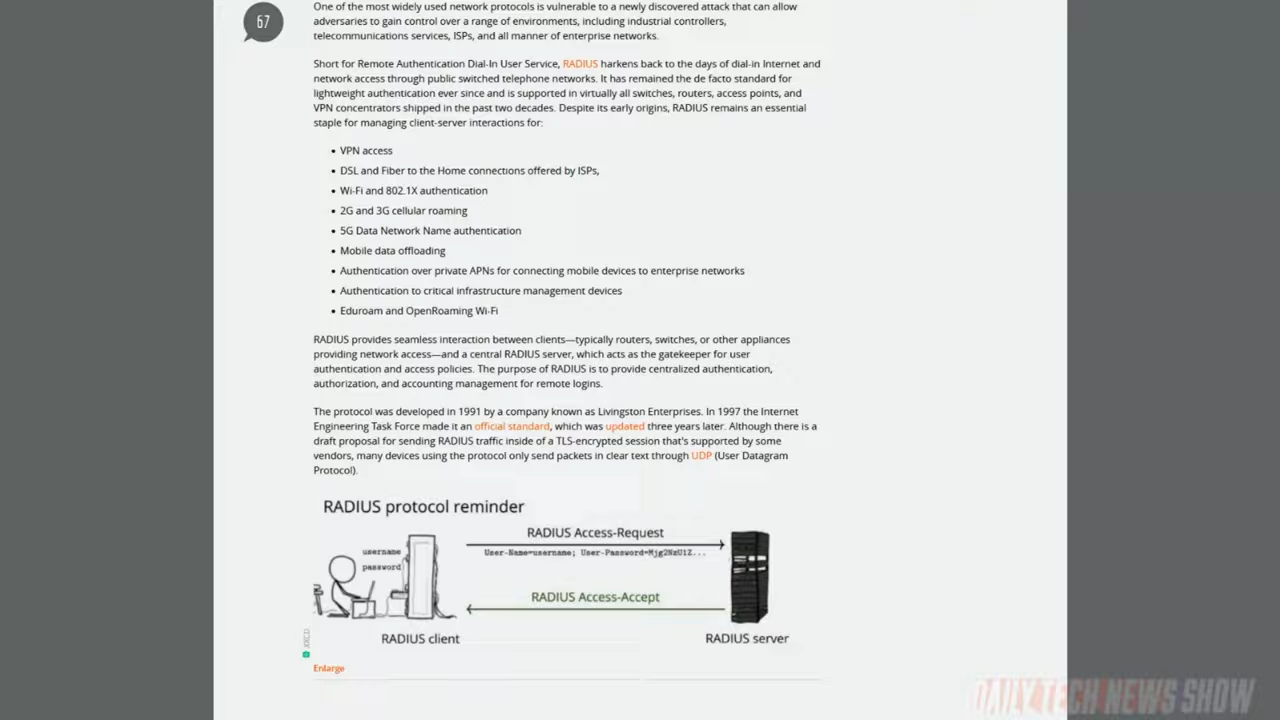 67
One of the most widely used network protocols is vulnerable to a newly discovered attack that can allow
adversaries to gain control over a range of environments, including industrial controllers,
telecommunications services, ISPs, and all manner of enterprise networks.
Short for Remote Authentication Dial-In User Service, RADIUS harkens back to the days of dial-in Internet and
network access through public switched telephone networks. It has remained the de facto standard for
lightweight authentication ever since and is supported in virtually all switches, routers, access points, and
VPN concentrators shipped in the past two decades. Despite its early origins, RADIUS remains an essential
staple for managing client-server interactions for:
• VPN access
• DSL and Fiber to the Home connections offered by ISPs,
• Wi-Fi and 802.1X authentication
• 2G and 3G cellular roaming
• 5G Data Network Name authentication
• Mobile data offloading
• Authentication over private APNs for connecting mobile devices to enterprise networks
• Authentication to critical infrastructure management devices
• Eduroam and OpenRoaming Wi-Fi
RADIUS provides seamless interaction between clients—typically routers, switches, or other appliances
providing network access—and a central RADIUS server, which acts as the gatekeeper for user
authentication and access policies. The purpose of RADIUS is to provide centralized authentication,
authorization, and accounting management for remote logins.
The protocol was developed in 1991 by a company known as Livingston Enterprises. In 1997 the Internet
Engineering Task Force made it an official standard, which was updated three years later. Although there is a
draft proposal for sending RADIUS traffic inside of a TLS-encrypted session that's supported by some
vendors, many devices using the protocol only send packets in clear text through UDP (User Datagram
Protocol).
RADIUS protocol reminder
username
password
RADIUS Access-Request
User-Name=username; User-Password=Mjg2NzU1Z...
RADIUS Access-Accept
RADIUS client
RADIUS server
XKCD
Enlarge
DAILY TECH NEWS SHOW